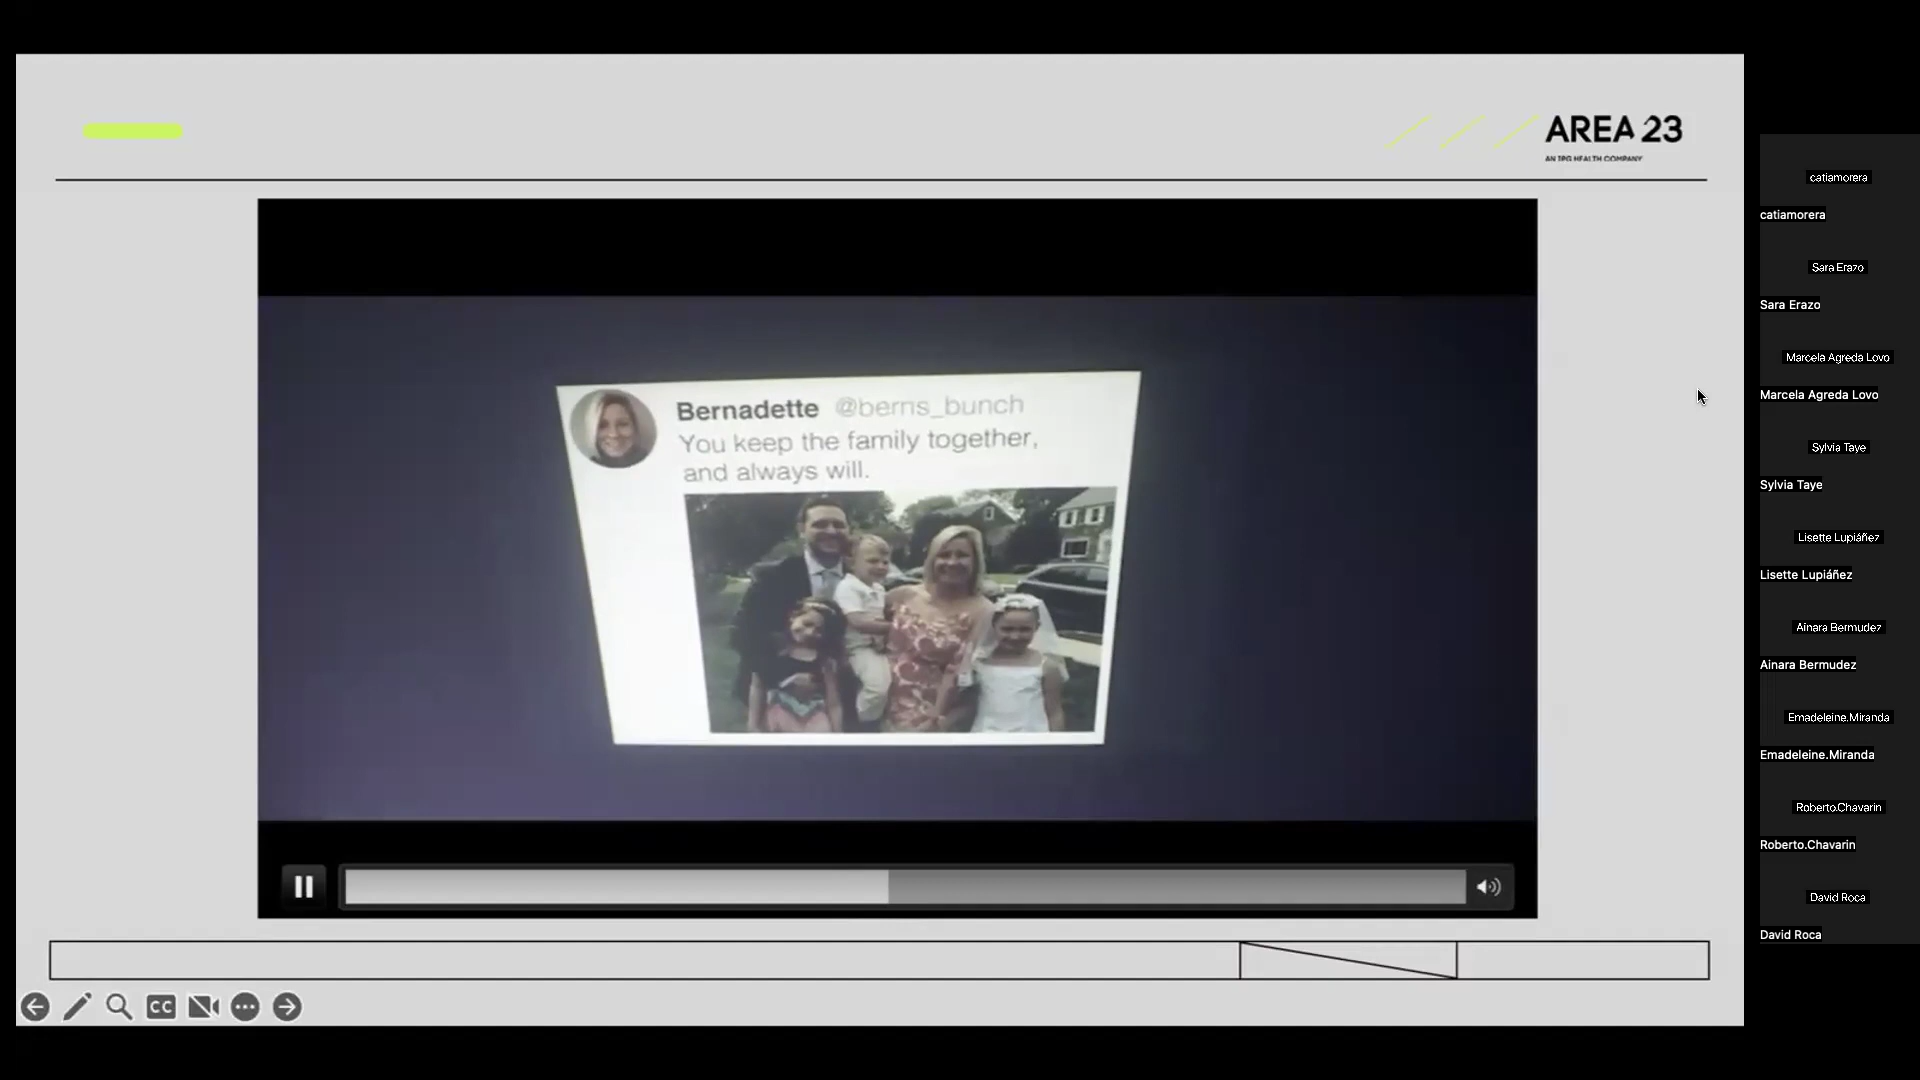 AREA 23
AN IPG HEALTH COMPANY
Bernadette @berns_bunch
You keep the family together,
and always will.
CC
catiamorera
catiamorera
Sara Erazo
Sara Erazo
Marcela Agreda Lovo
Marcela Agreda Lovo
Sylvia Taye
Sylvia Taye
Lisette Lupiáñez
Lisette Lupiáñez
Ainara Bermudez
Ainara Bermudez
Emadeleine.Miranda
Emadeleine.Miranda
Roberto.Chavarin
Roberto.Chavarin
David Roca
David Roca